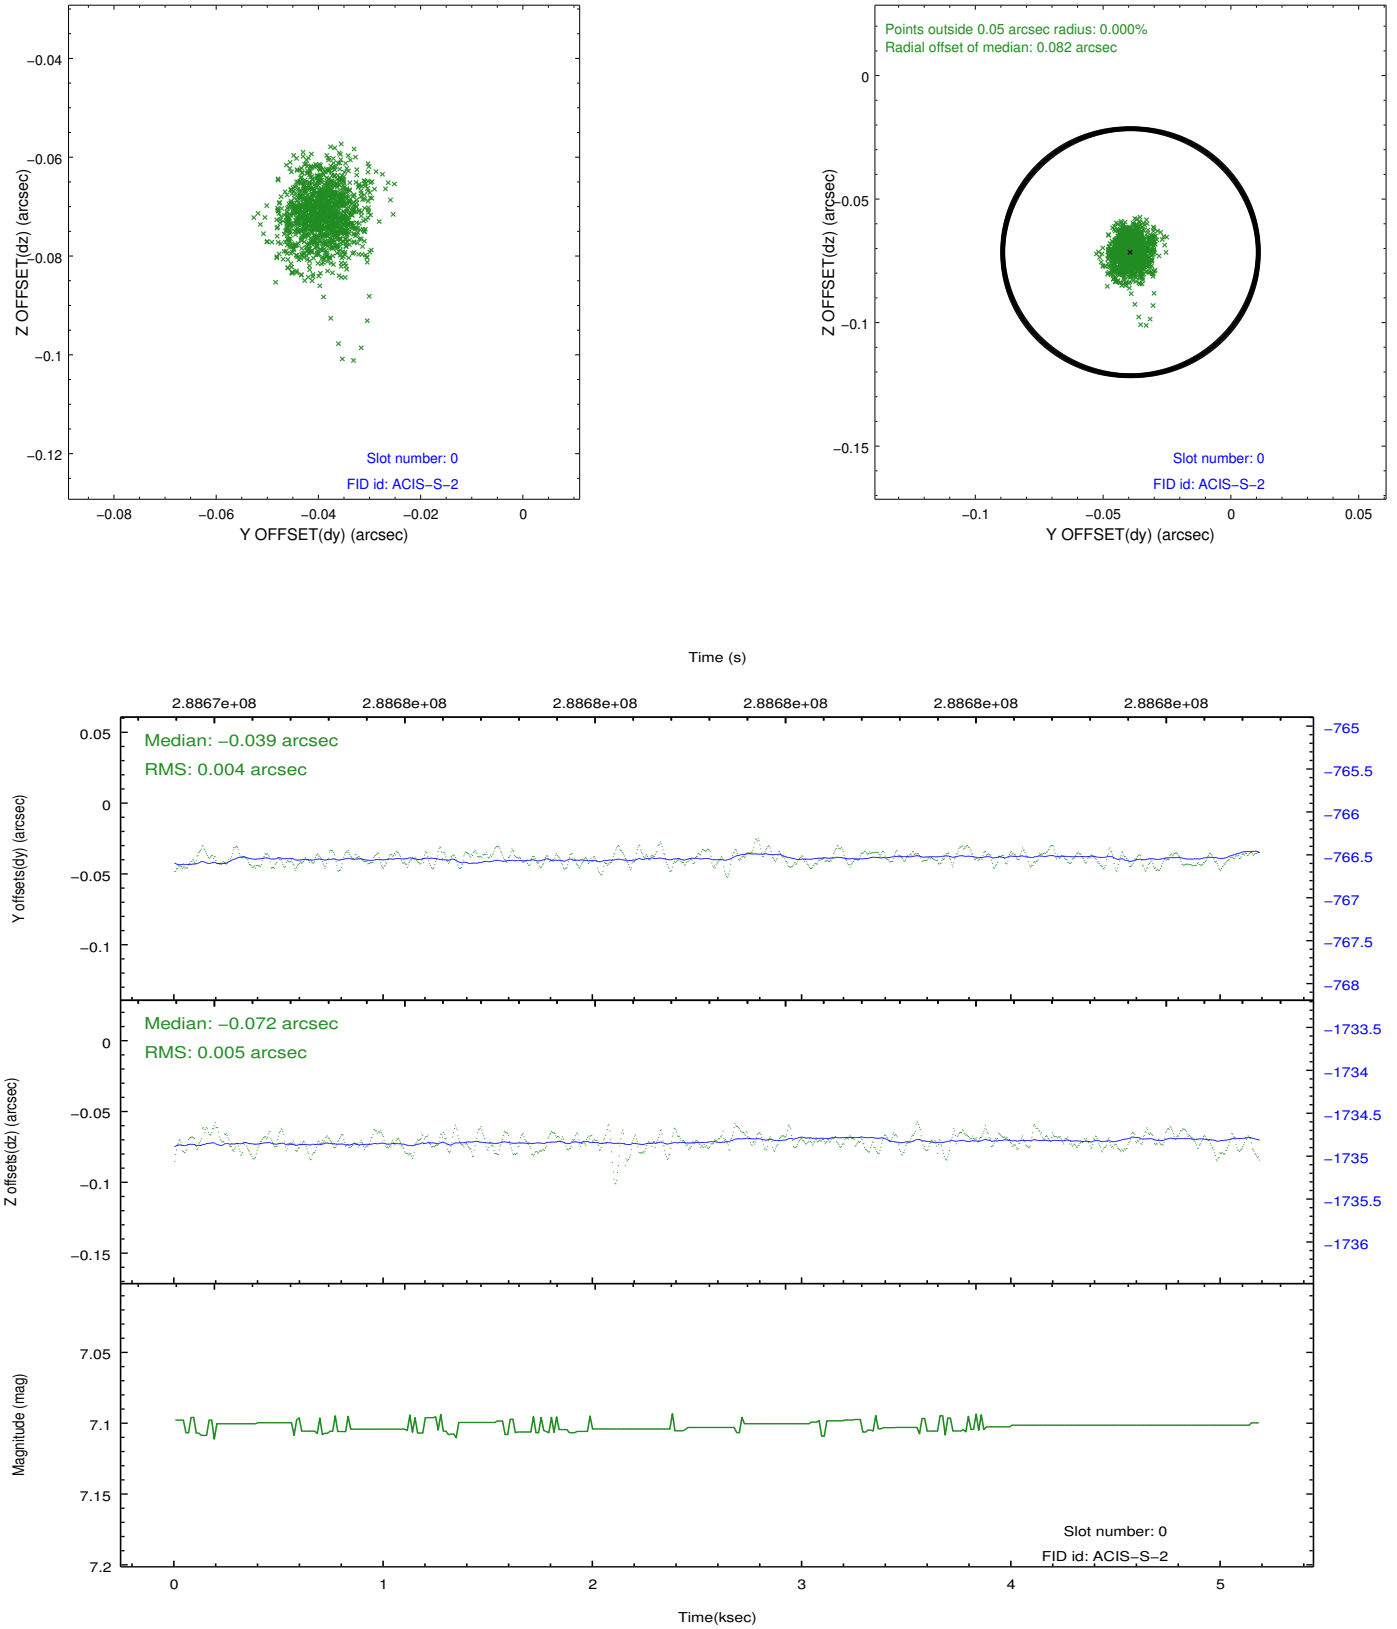 −0.04
−0.06
−0.08
−0.1
−0.12
Z OFFSET(dz) (arcsec)
Slot number: 0
FID id: ACIS−S−2
−0.08
−0.06
−0.04
−0.02
0
Y OFFSET(dy) (arcsec)
Points outside 0.05 arcsec radius: 0.000%
Radial offset of median: 0.082 arcsec
0
−0.05
−0.1
−0.15
Z OFFSET(dz) (arcsec)
Slot number: 0
FID id: ACIS−S−2
−0.1
−0.05
0
0.05
Y OFFSET(dy) (arcsec)
Time (s)
2.8867e+08
2.8868e+08
2.8868e+08
2.8868e+08
2.8868e+08
2.8868e+08
Median: −0.039 arcsec
RMS: 0.004 arcsec
0.05
0
−0.05
−0.1
Y offsets(dy) (arcsec)
−765
−765.5
−766
−766.5
−767
−767.5
−768
Median: −0.072 arcsec
RMS: 0.005 arcsec
0
−0.05
−0.1
−0.15
Z offsets(dz) (arcsec)
−1733.5
−1734
−1734.5
−1735
−1735.5
−1736
7.05
7.1
7.15
7.2
Magnitude (mag)
Slot number: 0
FID id: ACIS−S−2
0
1
2
3
4
5
Time(ksec)